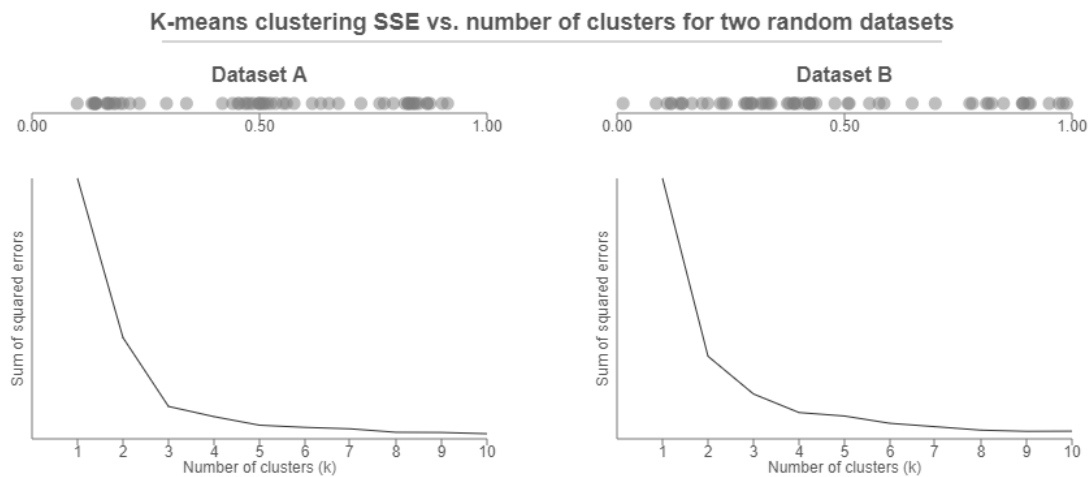 K-means clustering SSE vs. number of clusters for two random datasets
Dataset A
0.00 0.50 1.00
Sum of squared errors
1 2 3 4 5 6 7 8 9 10
Number of clusters (k)
Dataset B
0.00 0.50 1.00
Sum of squared errors
1 2 3 4 5 6 7 8 9 10
Number of clusters (k)